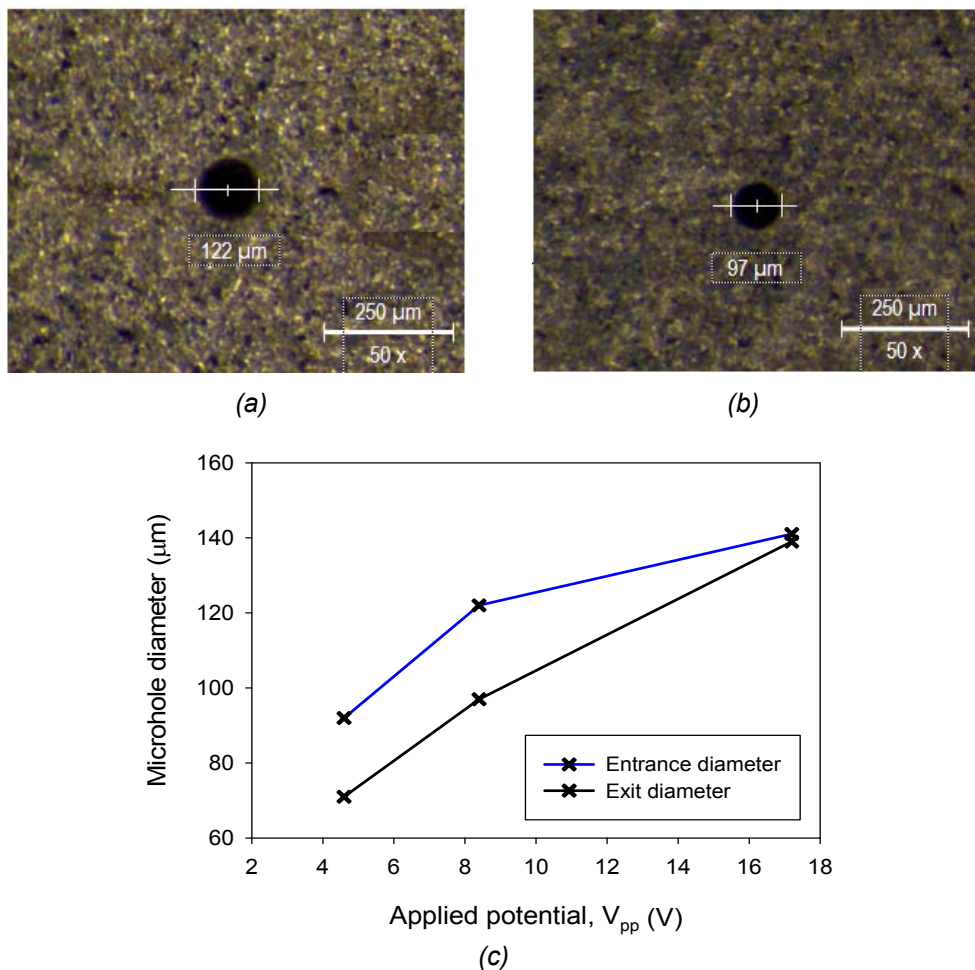 122 µm
250 µm
50 x
(a)
97 µm
250 µm
50 x
(b)
160
140
120
100
80
60
Microhole diameter (µm)
Entrance diameter
Exit diameter
2 4 6 8 10 12 14 16 18
Applied potential, Vpp (V)
(c)